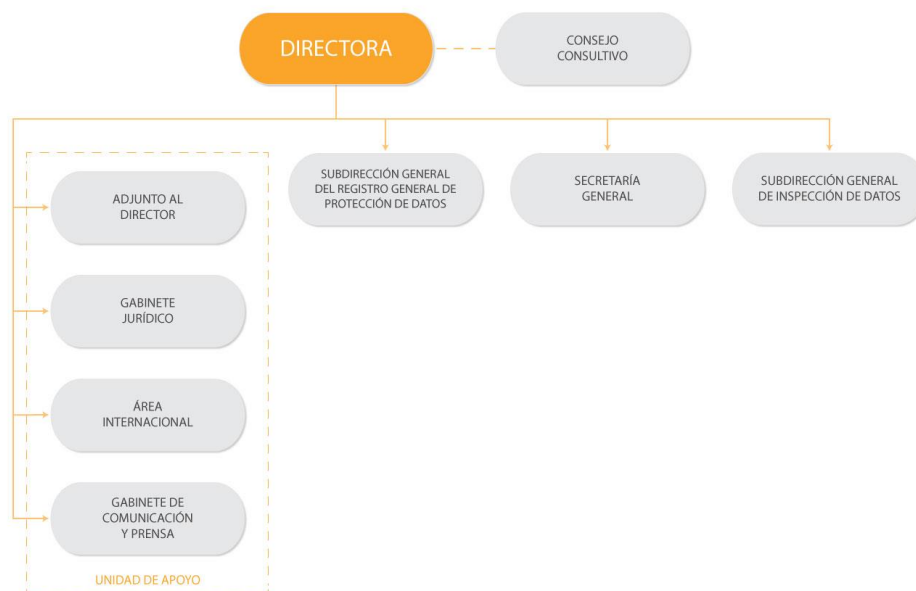 DIRECTORA
CONSEJO
CONSULTIVO
SUBDIRECCIÓN GENERAL
DEL REGISTRO GENERAL DE
PROTECCIÓN DE DATOS
SECRETARÍA
GENERAL
SUBDIRECCIÓN GENERAL
DE INSPECCIÓN DE DATOS
ADJUNTO AL
DIRECTOR
GABINETE
JURÍDICO
ÁREA
INTERNACIONAL
GABINETE DE
COMUNICACIÓN
Y PRENSA
UNIDAD DE APOYO